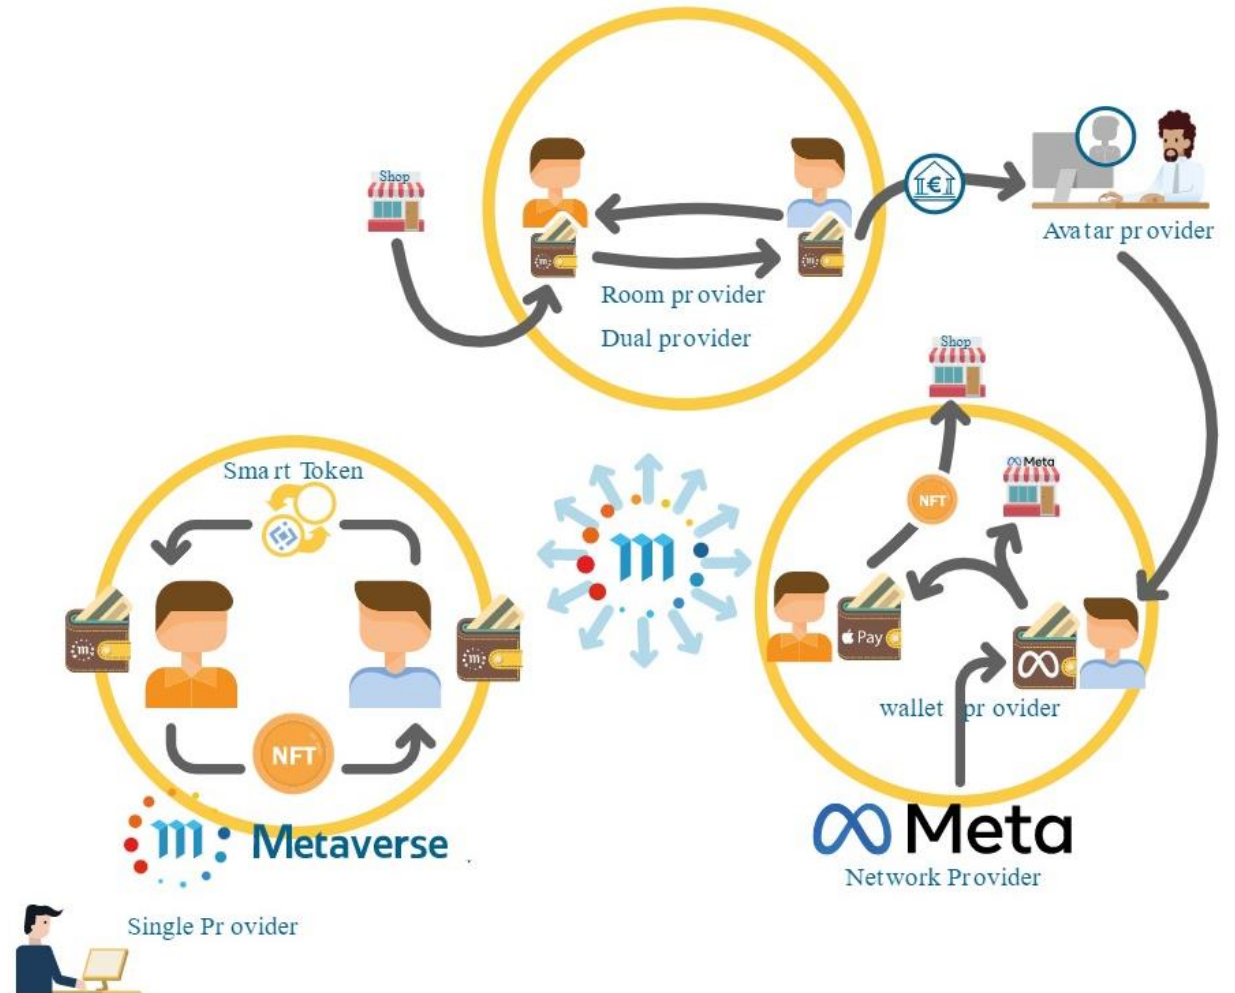 Shop
Avatar provider
Room provider
Dual provider
Shop
Smart Token
Meta
NFT
m
Pay
m
m
m
m
wallet provider
NFT
m Metaverse
Meta
Network Provider
Single Provider